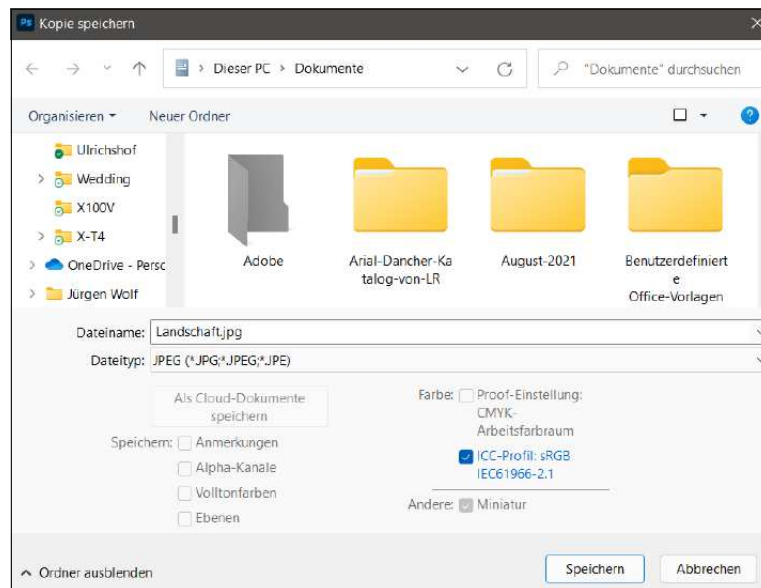 Ps Kopie speichern
Dieser PC > Dokumente
"Dokumente" durchsuchen
Organisieren
Neuer Ordner
?
Ulrichshof
Wedding
X100V
X-T4
OneDrive - Persc
Jürgen Wolf
Adobe
Arial-Dancher-Ka
talog-von-LR
August-2021
Benutzerdefiniert
e
Office-Vorlagen
Dateiname: Landschaft.jpg
Dateityp: JPEG (*.JPG;*.JPEG;*.JPE)
Als Cloud-Dokumente
speichern
Speichern: Anmerkungen
Alpha-Kanäle
Volltonfarben
Ebenen
Farbe: Proof-Einstellung:
CMYK-
Arbeitsfarbraum
ICC-Profil: sRGB
IEC61966-2.1
Andere: Miniatur
Ordner ausblenden
Speichern
Abbrechen